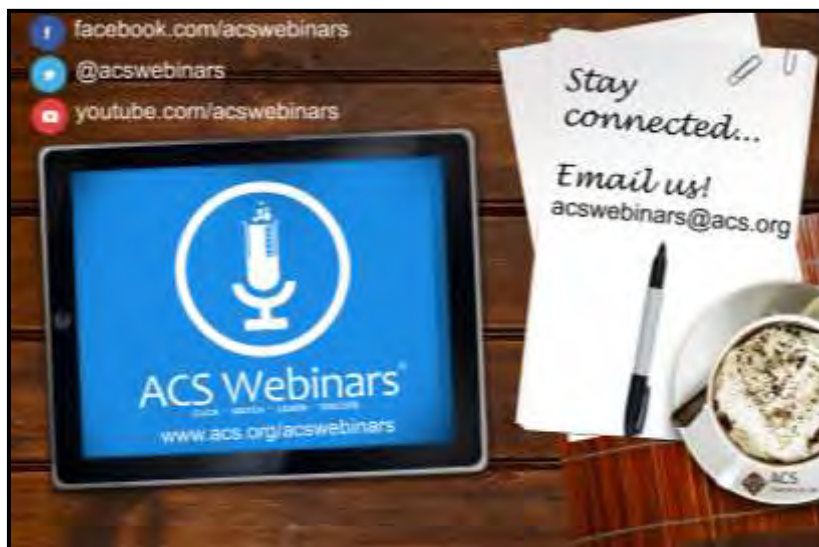 facebook.com/acswebinars
@acswebinars
youtube.com/acswebinars
Stay
connected...
Email us!
acswebinars@acs.org
ACS Webinars®
www.acs.org/acswebinars
ACS